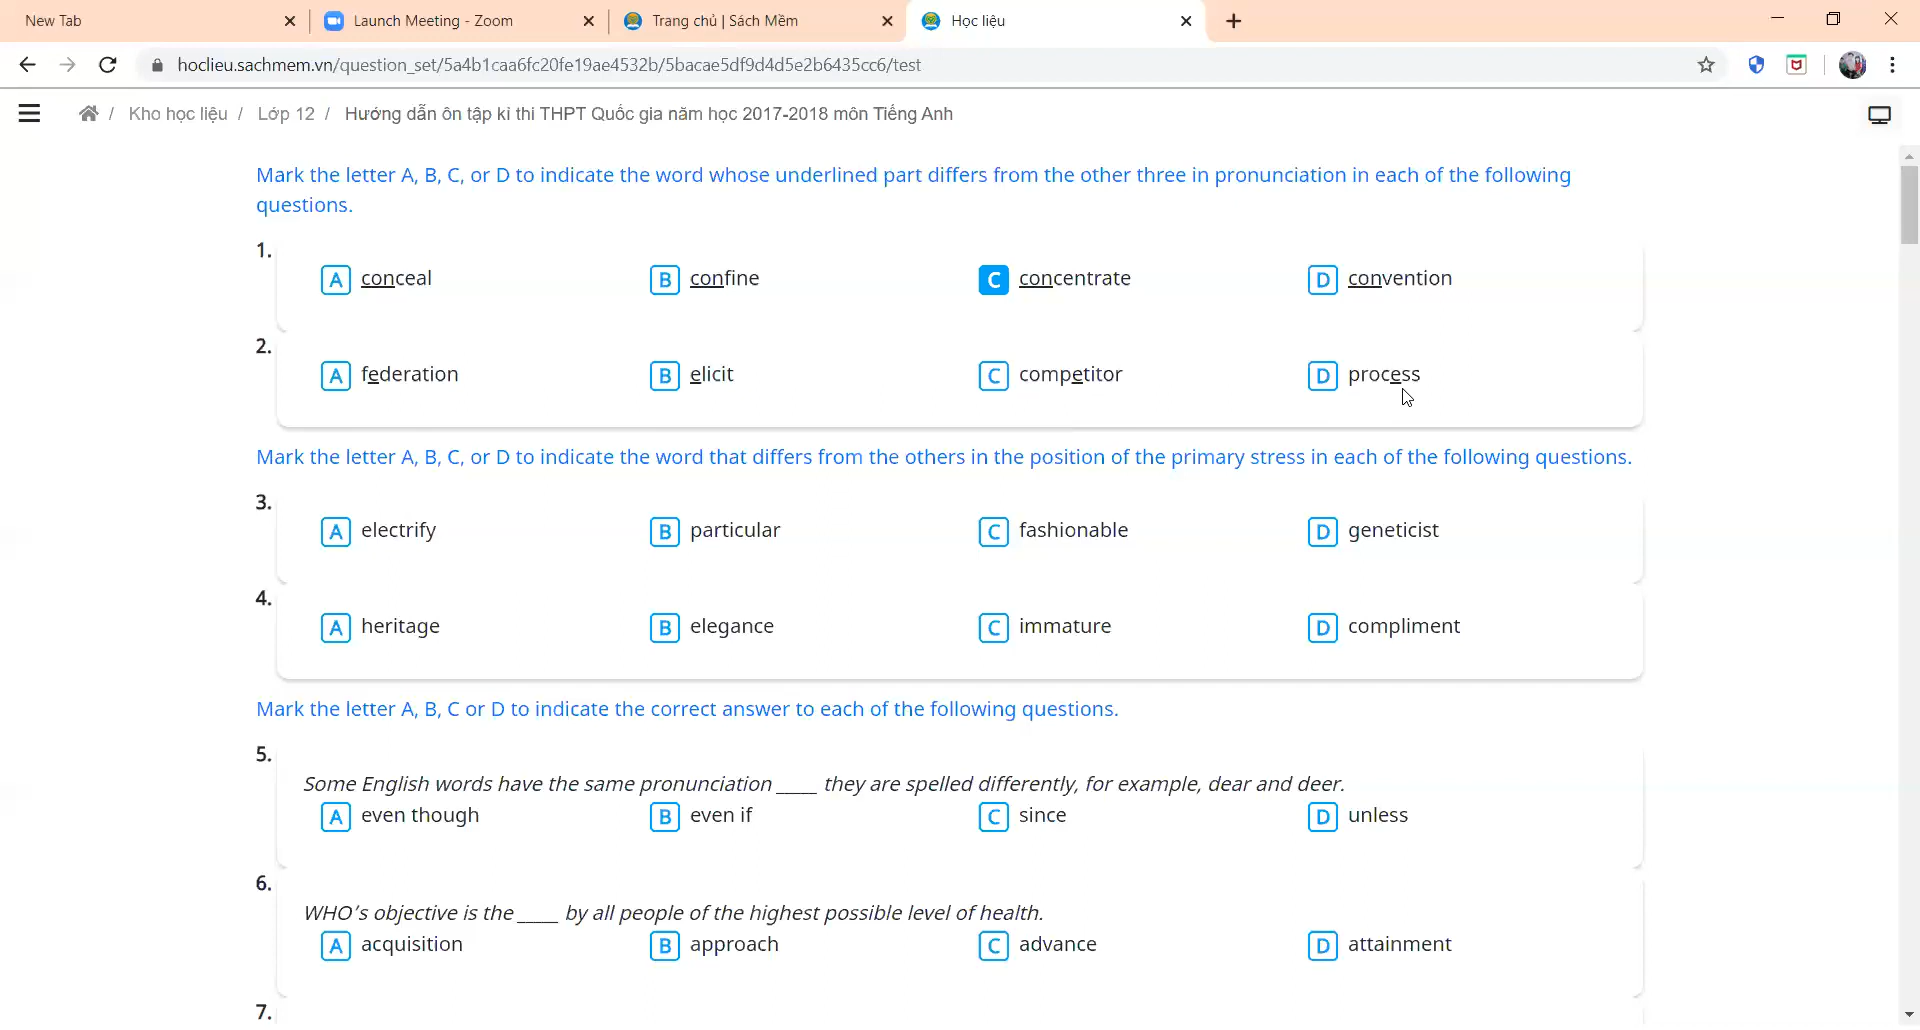 New Tab
Launch Meeting - Zoom
Trang chủ | Sách Mềm
Học liệu
hoclieu.sachmem.vn/question_set/5a4b1caa6fc20fe19ae4532b/5bacae5df9d4d5e2b6435cc6/test
/ Kho học liệu / Lớp 12 / Hướng dẫn ôn tập kì thi THPT Quốc gia năm học 2017-2018 môn Tiếng Anh
Mark the letter A, B, C, or D to indicate the word whose underlined part differs from the other three in pronunciation in each of the following
questions.
1.
A conceal B confine C concentrate D convention
2.
A federation B elicit C competitor D process
Mark the letter A, B, C, or D to indicate the word that differs from the others in the position of the primary stress in each of the following questions.
3.
A electrify B particular C fashionable D geneticist
4.
A heritage B elegance C immature D compliment
Mark the letter A, B, C or D to indicate the correct answer to each of the following questions.
5.
Some English words have the same pronunciation ____ they are spelled differently, for example, dear and deer.
A even though B even if C since D unless
6.
WHO's objective is the ____ by all people of the highest possible level of health.
A acquisition B approach C advance D attainment
7.